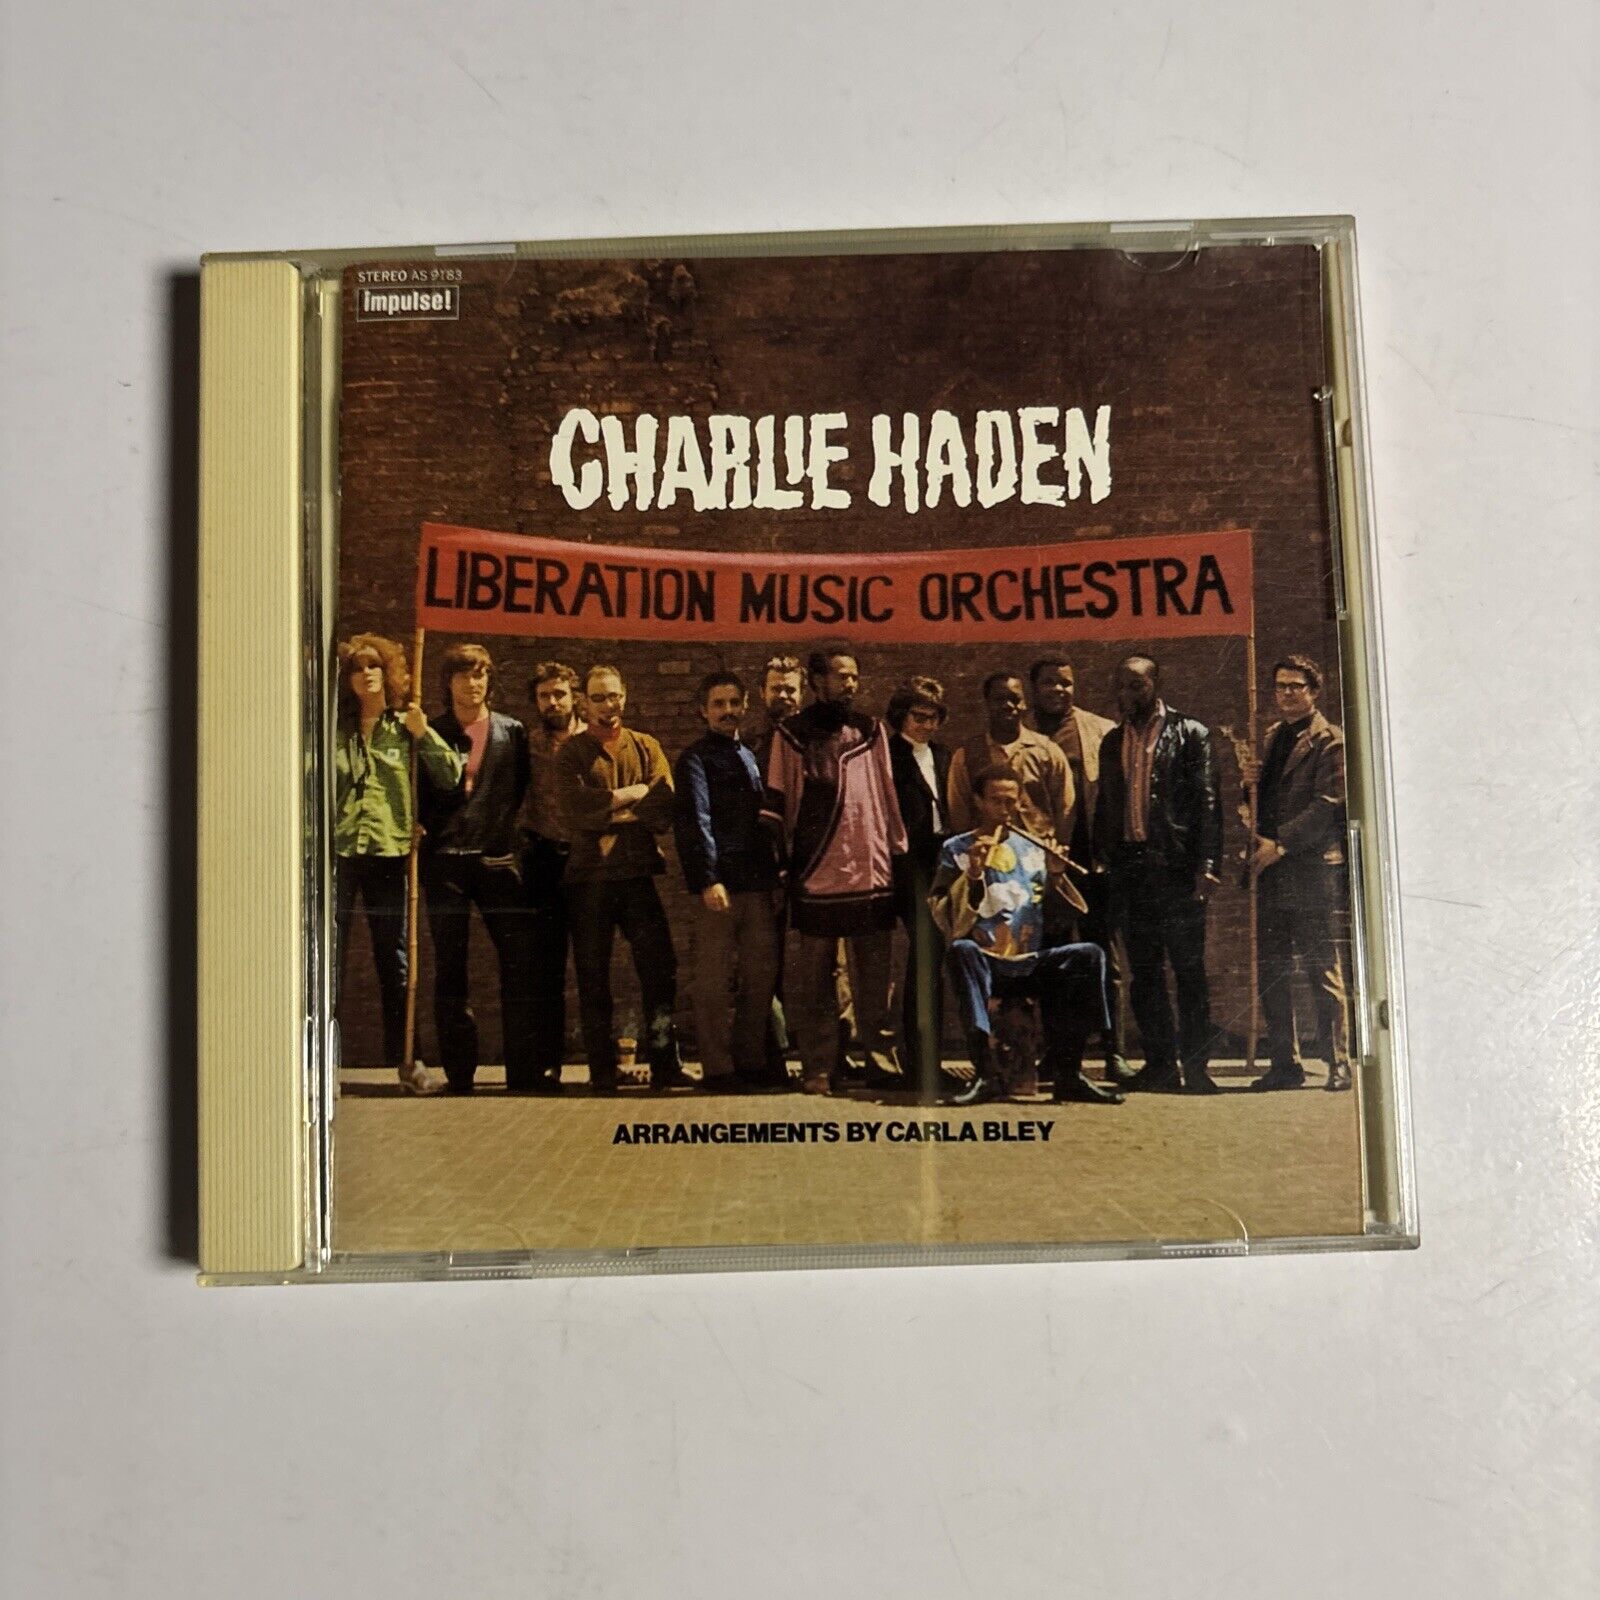 STEREO AS 9183
impulse!
CHARLIE HADEN
LIBERATION MUSIC ORCHESTRA
ARRANGEMENTS BY CARLA BLEY